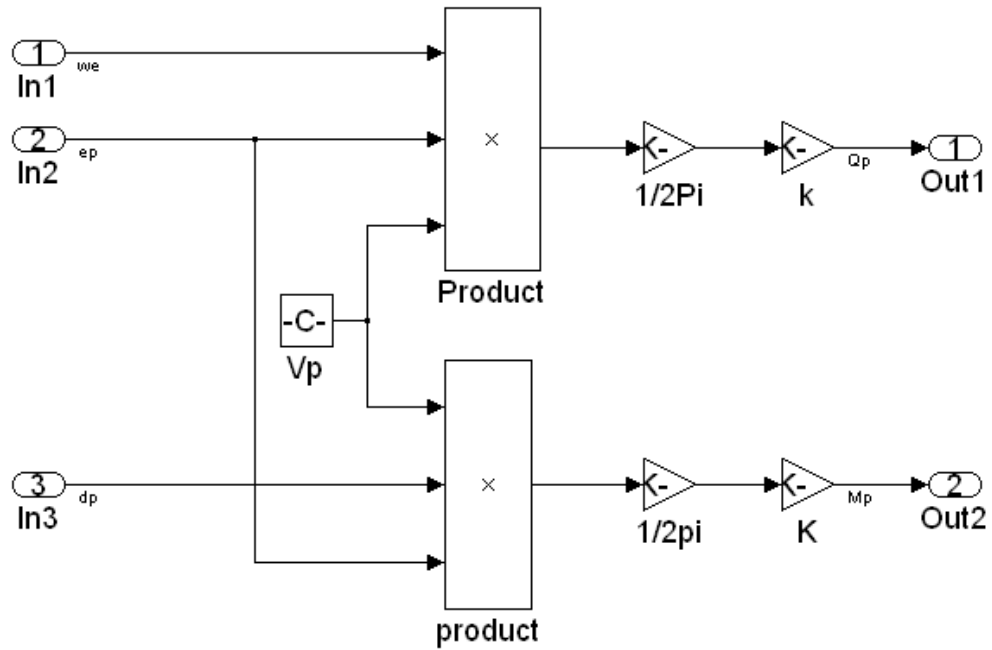 1
we
In1
2
ep
In2
×
Product
K-
1/2Pi
K-
k
Qp
1
Out1
-C-
Vp
3
dp
In3
×
product
K-
1/2pi
K-
K
Mp
2
Out2